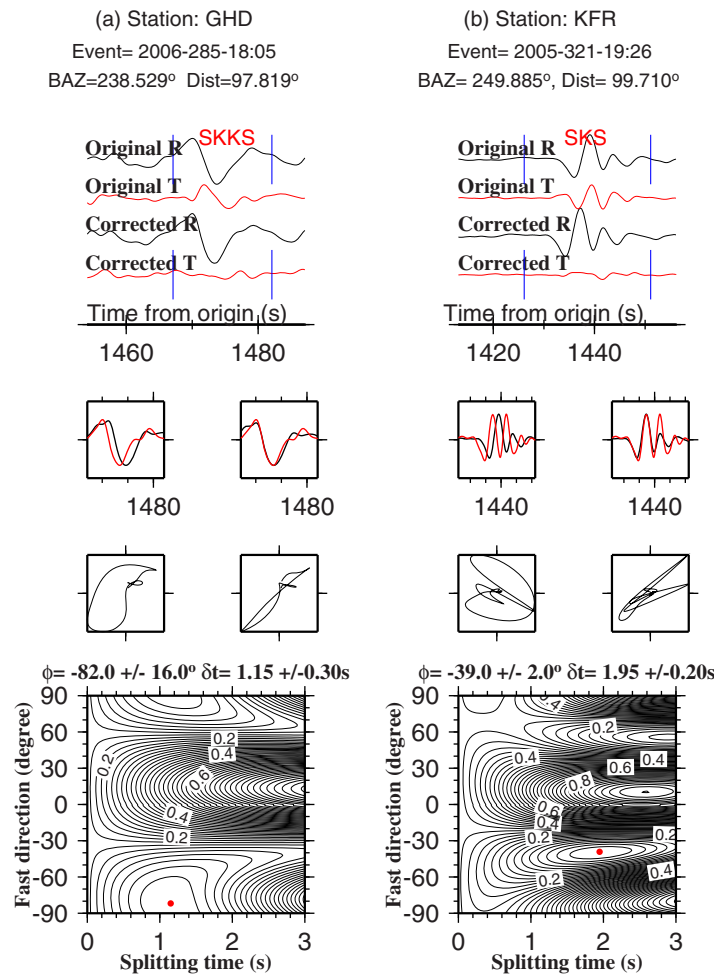 (a) Station: GHD
Event= 2006-285-18:05
BAZ=238.529° Dist=97.819°
SKKS
Original R
Original T
Corrected R
Corrected T
Time from origin (s)
1460 1480
1480 1480
ϕ= -82.0 +/- 16.0° δt= 1.15 +/-0.30s
Fast direction (degree)
90
60
30
0
-30
-60
-90
0.2
0.4
0.2
0.6
0.4
0.2
0 1 2 3
Splitting time (s)
(b) Station: KFR
Event= 2005-321-19:26
BAZ= 249.885°, Dist= 99.710°
SKS
Original R
Original T
Corrected R
Corrected T
Time from origin (s)
1420 1440
1440 1440
ϕ= -39.0 +/- 2.0° δt= 1.95 +/-0.20s
Fast direction (degree)
90
60
30
0
-30
-60
-90
0.4
0.2
0.4
0.4
0.6
0.8
0.6
0.4
0.2
0.2
0.2
0.4
0 1 2 3
Splitting time (s)